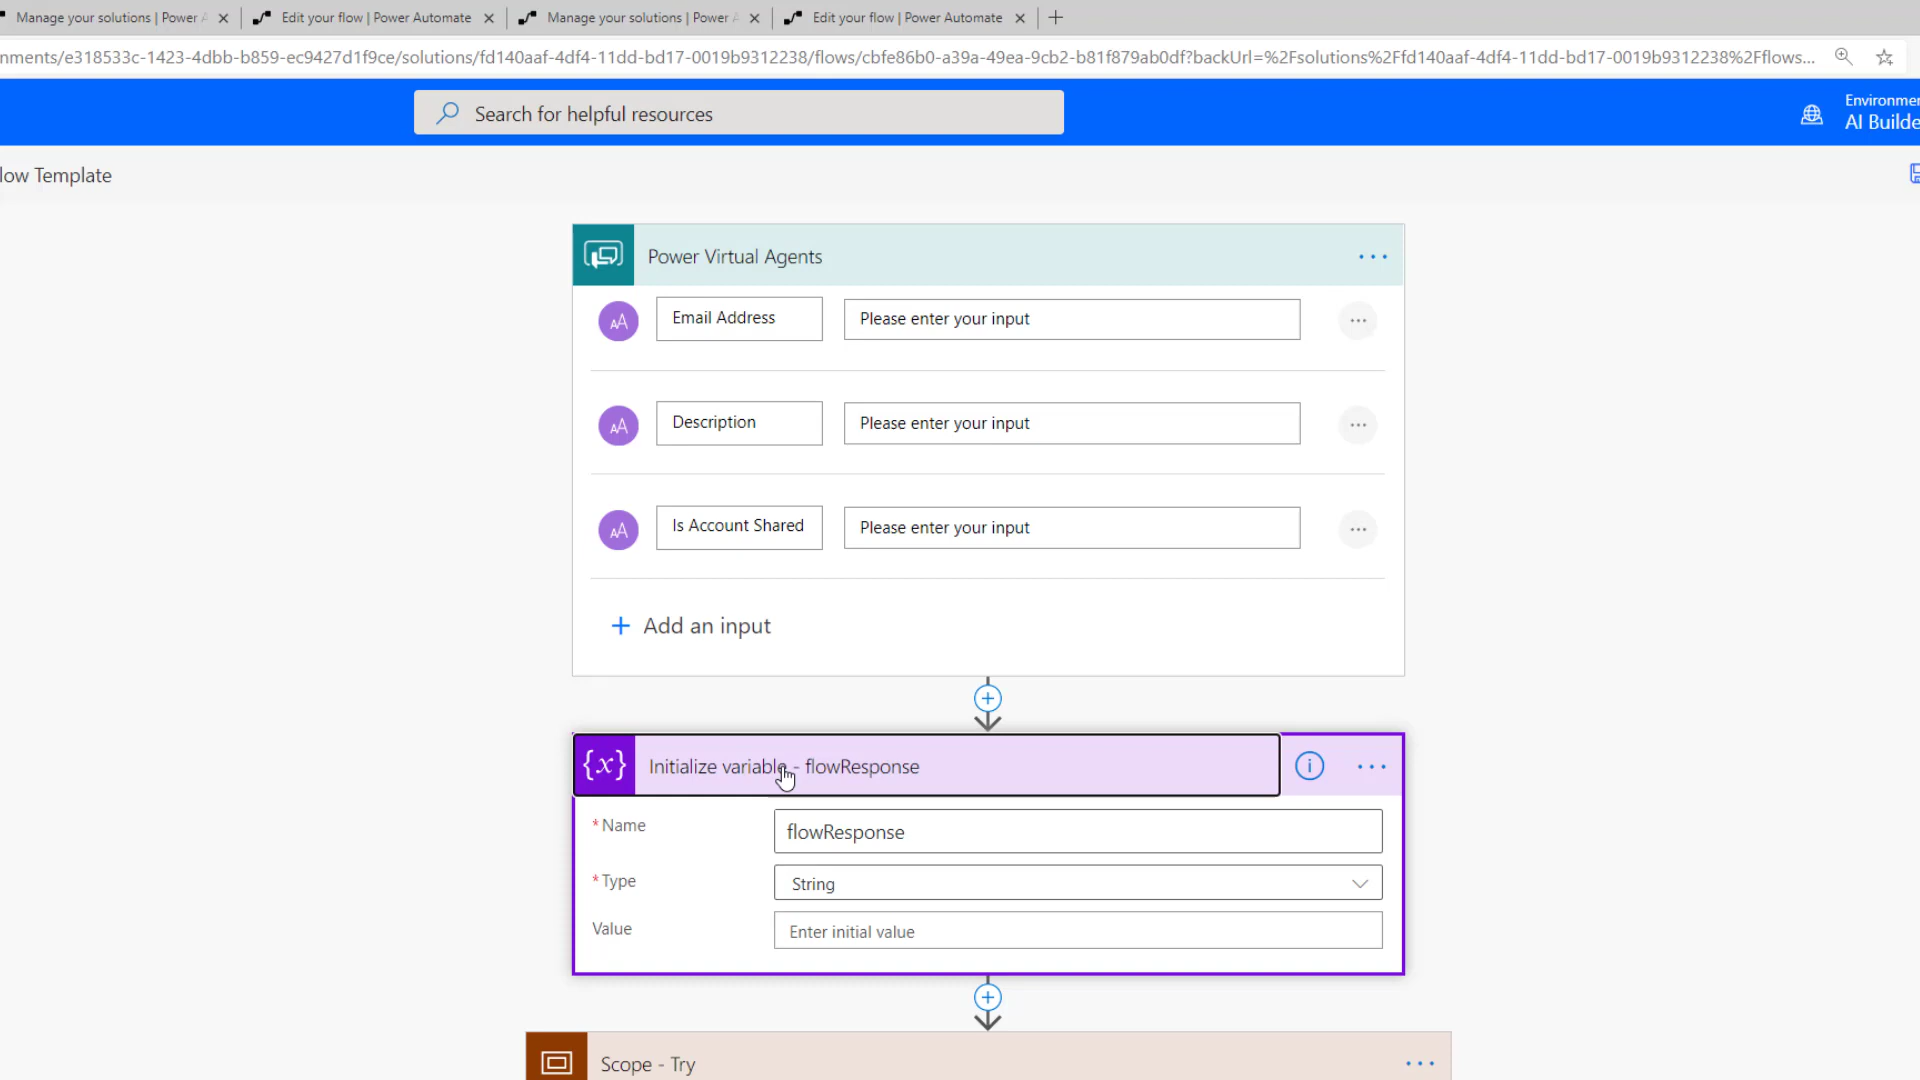 Manage your solutions | Power A
Edit your flow | Power Automate
Manage your solutions | Power A
Edit your flow | Power Automate
nments/e318533c-1423-4dbb-b859-ec9427d1f9ce/solutions/fd140aaf-4df4-11dd-bd17-0019b9312238/flows/cbfe86b0-a39a-49ea-9cb2-b81f879ab0df?backUrl=%2Fsolutions%2Ffd140aaf-4df4-11dd-bd17-0019b9312238%2Fflows...
Search for helpful resources
Environmen
AI Builde
low Template
Power Virtual Agents
Email Address
Please enter your input
Description
Please enter your input
Is Account Shared
Please enter your input
Add an input
{x} Initialize variable - flowResponse
*Name
flowResponse
*Type
String
Value
Enter initial value
Scope - Try